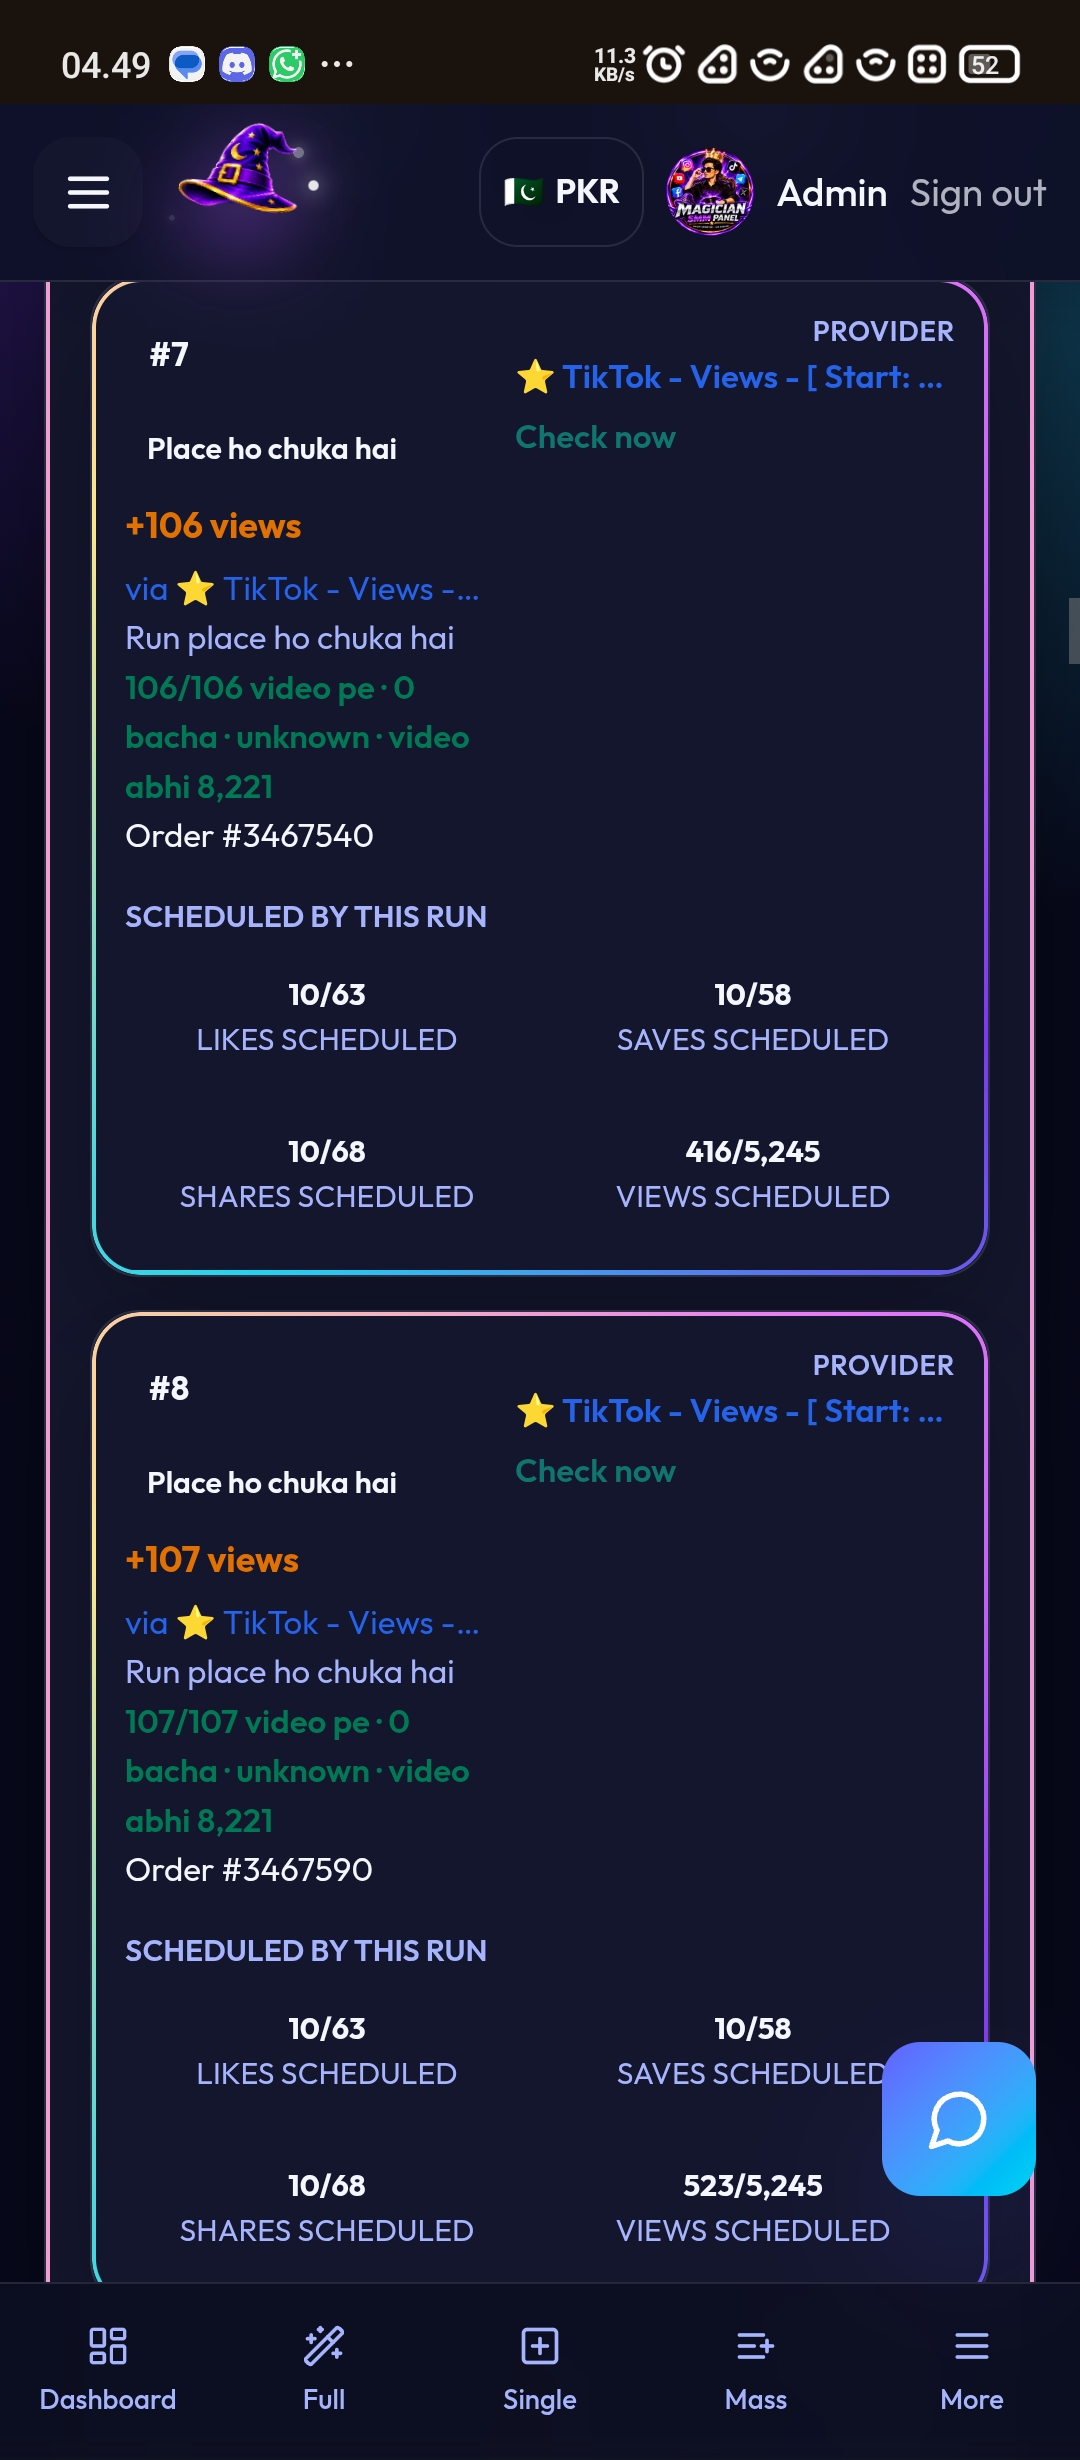 04.49
11.3
KB/s
52
PKR
MAGICIAN
SMM PANEL
Admin
Sign out
#7
PROVIDER
⭐ TikTok - Views - [ Start: ...
Check now
Place ho chuka hai
+106 views
via ⭐ TikTok - Views -...
Run place ho chuka hai
106/106 video pe · 0
bacha · unknown · video
abhi 8,221
Order #3467540
SCHEDULED BY THIS RUN
10/63
LIKES SCHEDULED
10/58
SAVES SCHEDULED
10/68
SHARES SCHEDULED
416/5,245
VIEWS SCHEDULED
#8
PROVIDER
⭐ TikTok - Views - [ Start: ...
Check now
Place ho chuka hai
+107 views
via ⭐ TikTok - Views -...
Run place ho chuka hai
107/107 video pe · 0
bacha · unknown · video
abhi 8,221
Order #3467590
SCHEDULED BY THIS RUN
10/63
LIKES SCHEDULED
10/58
SAVES SCHEDULED
10/68
SHARES SCHEDULED
523/5,245
VIEWS SCHEDULED
Dashboard
Full
Single
Mass
More